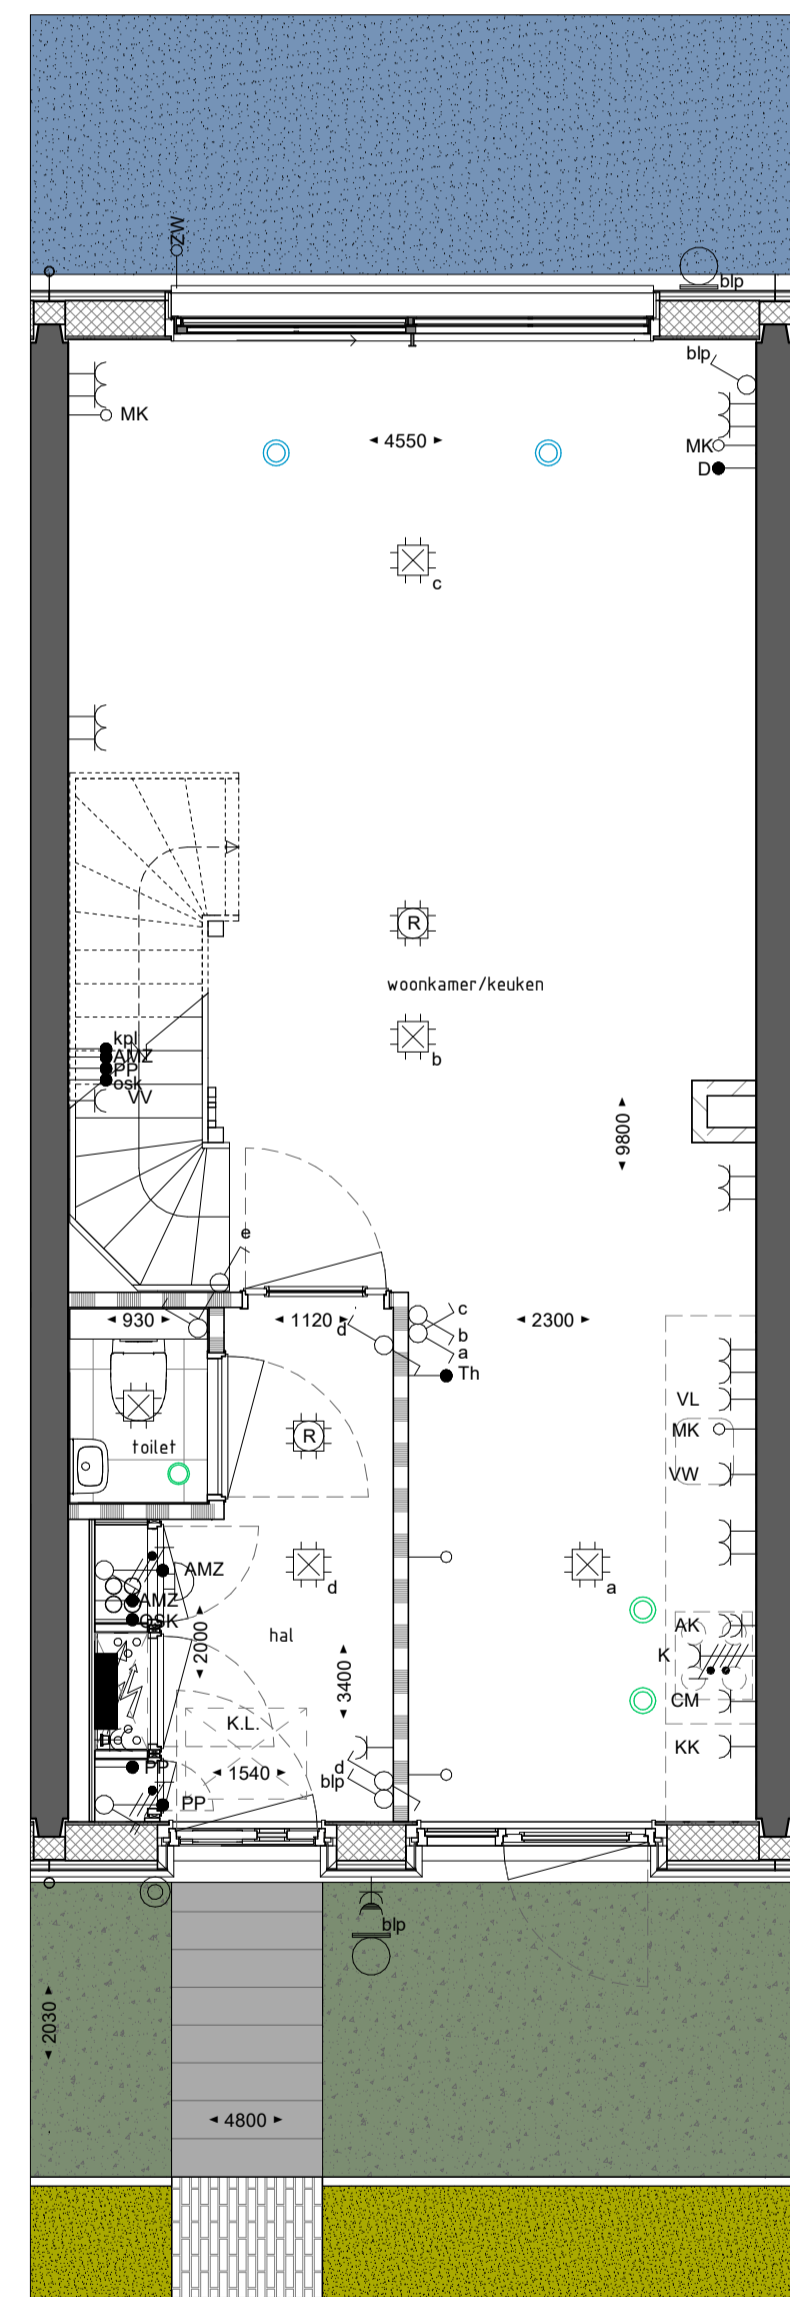 ZW
blp
blp
MK
4550
MK
D
c
R
woonkamer/keuken
b
kpl
AMZ
PP
osk
VV
9800
e
930
1120
d
c
b
a
Th
2300
VL
MK
VW
toilet
R
AMZ
AMZ
OSK
d
a
2000
hal
3400
AK
K
CM
KK
K.L.
d
blp
1540
PP
PP
blp
2030
4800